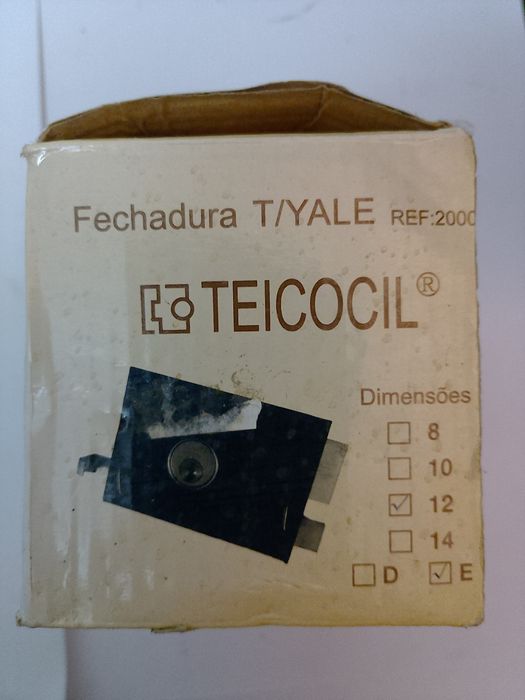 Fechadura T/YALE REF:2000
TEICOCIL®
Dimensões
8
10
12
14
D E